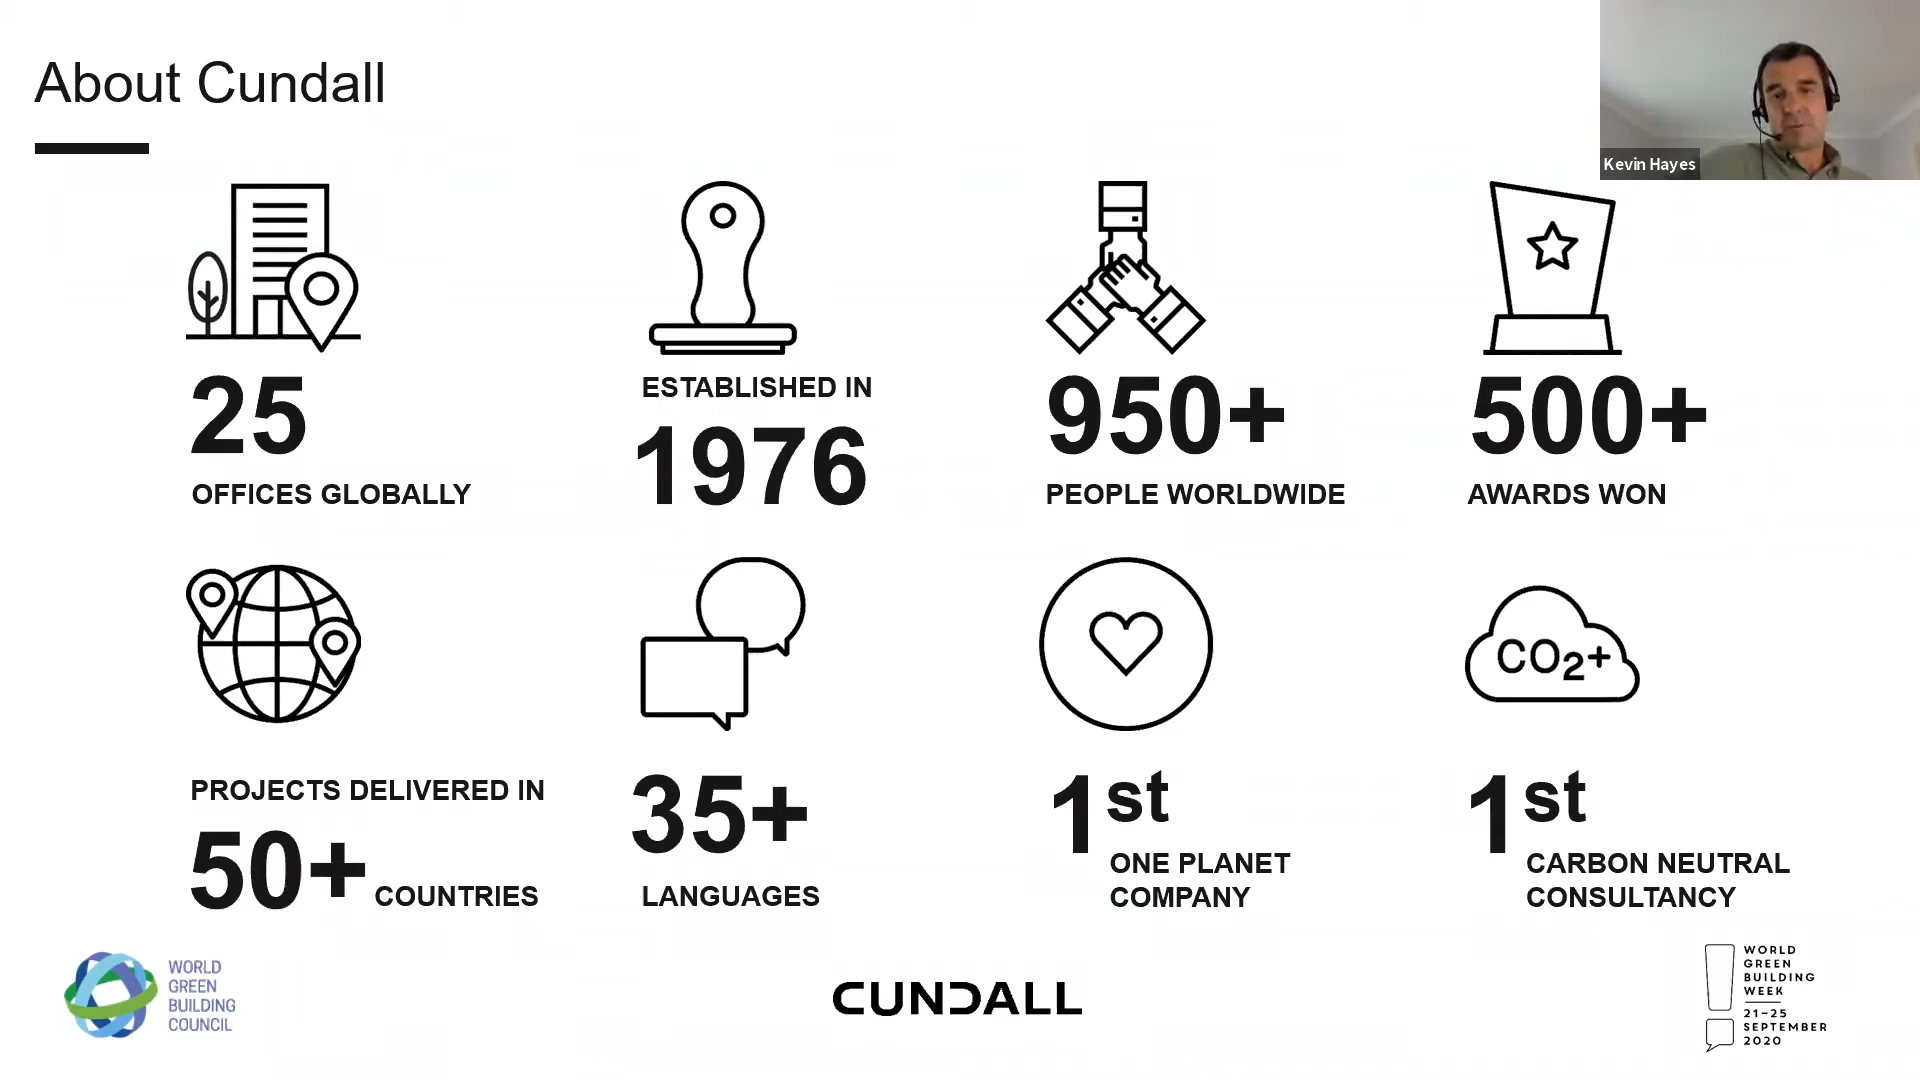 About Cundall
Kevin Hayes
25
OFFICES GLOBALLY
ESTABLISHED IN
1976
950+
PEOPLE WORLDWIDE
500+
AWARDS WON
PROJECTS DELIVERED IN
50+ COUNTRIES
35+
LANGUAGES
1st
ONE PLANET
COMPANY
CO₂+
1st
CARBON NEUTRAL
CONSULTANCY
WORLD
GREEN
BUILDING
COUNCIL
CUNDALL
WORLD
GREEN
BUILDING
WEEK
21–25
SEPTEMBER
2020